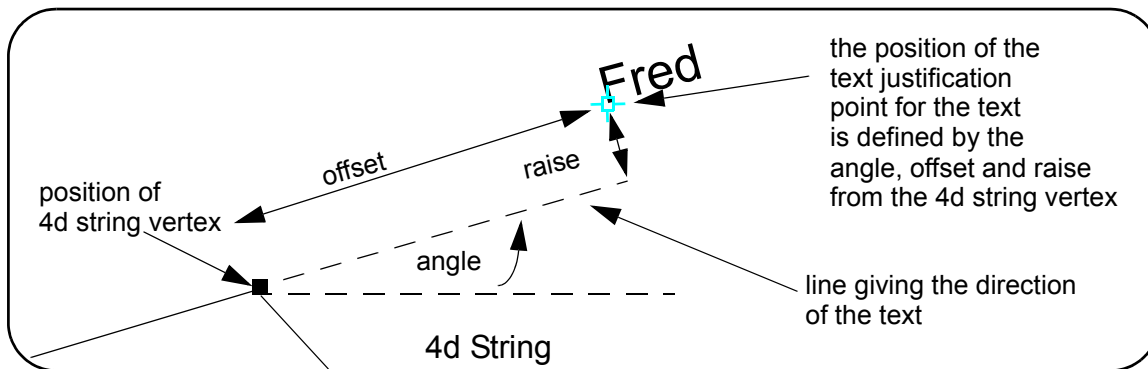 Fred
the position of the
text justification
point for the text
is defined by the
angle, offset and raise
from the 4d string vertex
offset
raise
position of
4d string vertex
angle
line giving the direction
of the text
4d String